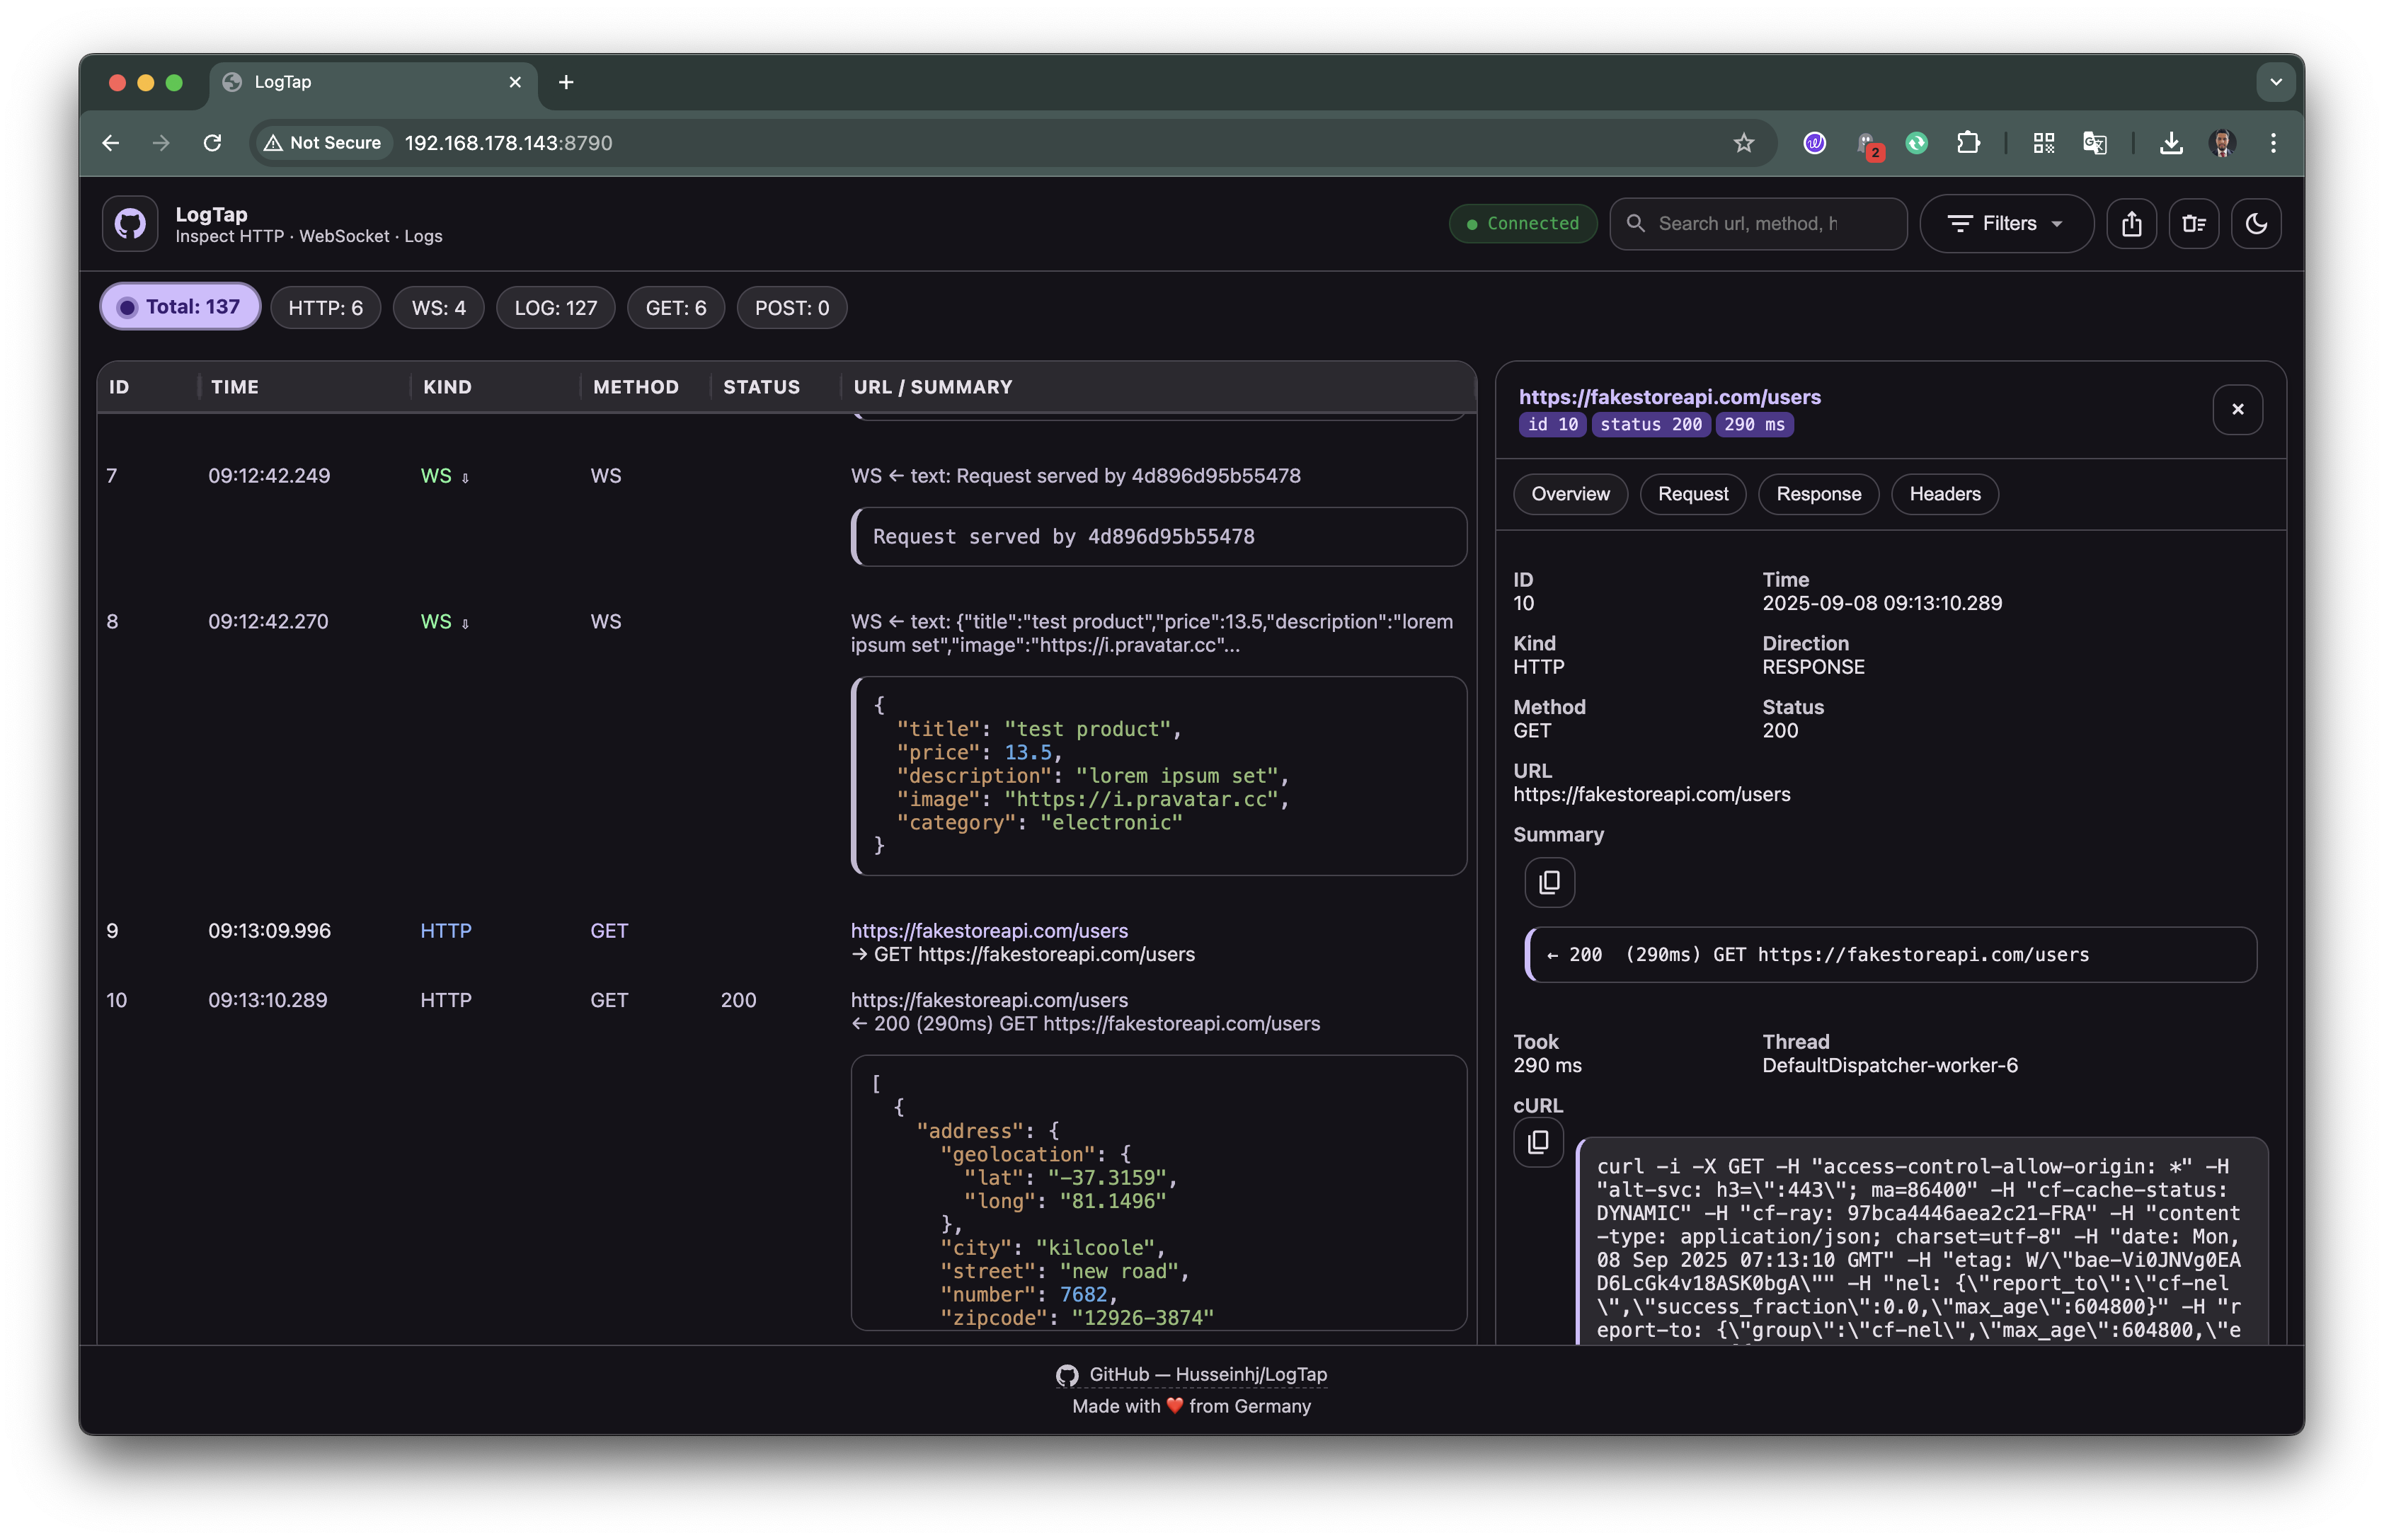 LogTap
Not Secure
192.168.178.143:8790
2
LogTap
Inspect HTTP · WebSocket · Logs
Connected
Search url, method, h
Filters
Total: 137
HTTP: 6
WS: 4
LOG: 127
GET: 6
POST: 0
ID TIME KIND METHOD STATUS URL / SUMMARY
7 09:12:42.249 WS ⇩ WS WS ← text: Request served by 4d896d95b55478
Request served by 4d896d95b55478
8 09:12:42.270 WS ⇩ WS WS ← text: {"title":"test product","price":13.5,"description":"lorem
ipsum set","image":"https://i.pravatar.cc"...
{
"title": "test product",
"price": 13.5,
"description": "lorem ipsum set",
"image": "https://i.pravatar.cc",
"category": "electronic"
}
9 09:13:09.996 HTTP GET https://fakestoreapi.com/users
→ GET https://fakestoreapi.com/users
10 09:13:10.289 HTTP GET 200 https://fakestoreapi.com/users
← 200 (290ms) GET https://fakestoreapi.com/users
[
{
"address": {
"geolocation": {
"lat": "-37.3159",
"long": "81.1496"
},
"city": "kilcoole",
"street": "new road",
"number": 7682,
"zipcode": "12926-3874"
https://fakestoreapi.com/users
id 10 status 200 290 ms
Overview
Request
Response
Headers
ID Time
10 2025-09-08 09:13:10.289
Kind Direction
HTTP RESPONSE
Method Status
GET 200
URL
https://fakestoreapi.com/users
Summary
← 200  (290ms) GET https://fakestoreapi.com/users
Took Thread
290 ms DefaultDispatcher-worker-6
cURL
curl -i -X GET -H "access-control-allow-origin: *" -H
"alt-svc: h3=\":443\"; ma=86400" -H "cf-cache-status:
DYNAMIC" -H "cf-ray: 97bca4446aea2c21-FRA" -H "content
-type: application/json; charset=utf-8" -H "date: Mon,
08 Sep 2025 07:13:10 GMT" -H "etag: W/\"bae-Vi0JNVg0EA
D6LcGk4v18ASK0bgA\"" -H "nel: {\"report_to\":\"cf-nel
\",\"success_fraction\":0.0,\"max_age\":604800}" -H "r
eport-to: {\"group\":\"cf-nel\",\"max_age\":604800,\"e
GitHub — Husseinhj/LogTap
Made with ❤️ from Germany